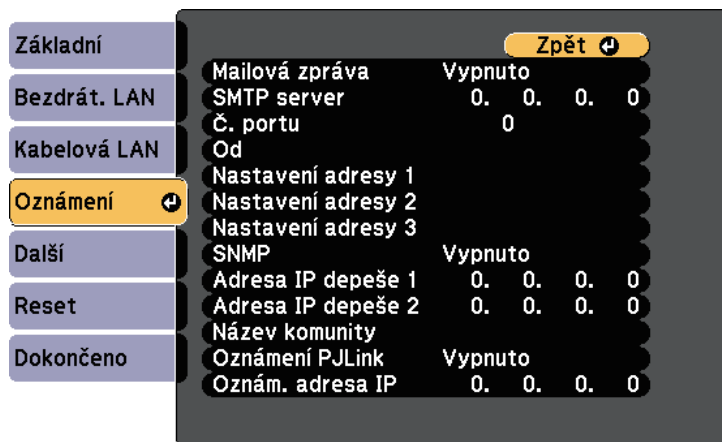 Základní
Bezdrát. LAN
Kabelová LAN
Oznámení
Další
Reset
Dokončeno
Zpět
Mailová zpráva Vypnuto
SMTP server 0. 0. 0. 0
Č. portu 0
Od
Nastavení adresy 1
Nastavení adresy 2
Nastavení adresy 3
SNMP Vypnuto
Adresa IP depeše 1 0. 0. 0. 0
Adresa IP depeše 2 0. 0. 0. 0
Název komunity
Oznámení PJLink Vypnuto
Oznám. adresa IP 0. 0. 0. 0